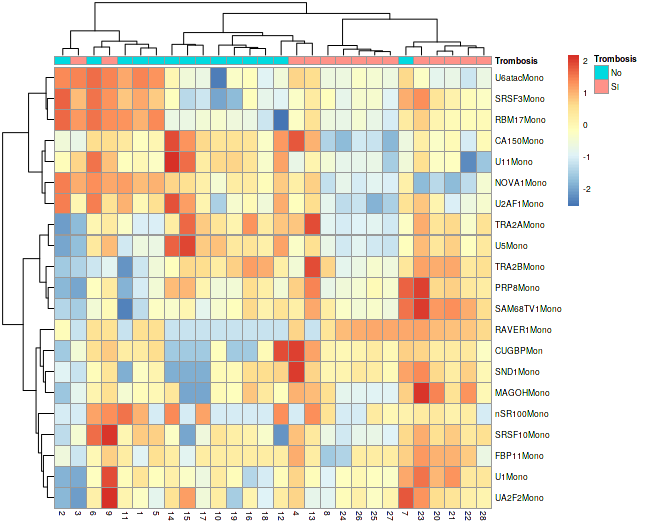 Trombosis
Trombosis
No
SI
2
1
0
-1
-2
U6atacMono
SRSF3Mono
RBM17Mono
CA150Mono
U11Mono
NOVA1Mono
U2AF1Mono
TRA2AMono
U5Mono
TRA2BMono
PRP8Mono
SAM68TV1Mono
RAVER1Mono
CUGBPMon
SND1Mono
MAGOHMono
nSR100Mono
SRSF10Mono
FBP11Mono
U1Mono
UA2F2Mono
2 3 6 9 11 1 5 14 15 17 10 19 16 18 12 4 13 8 24 26 25 27 7 23 20 21 22 28